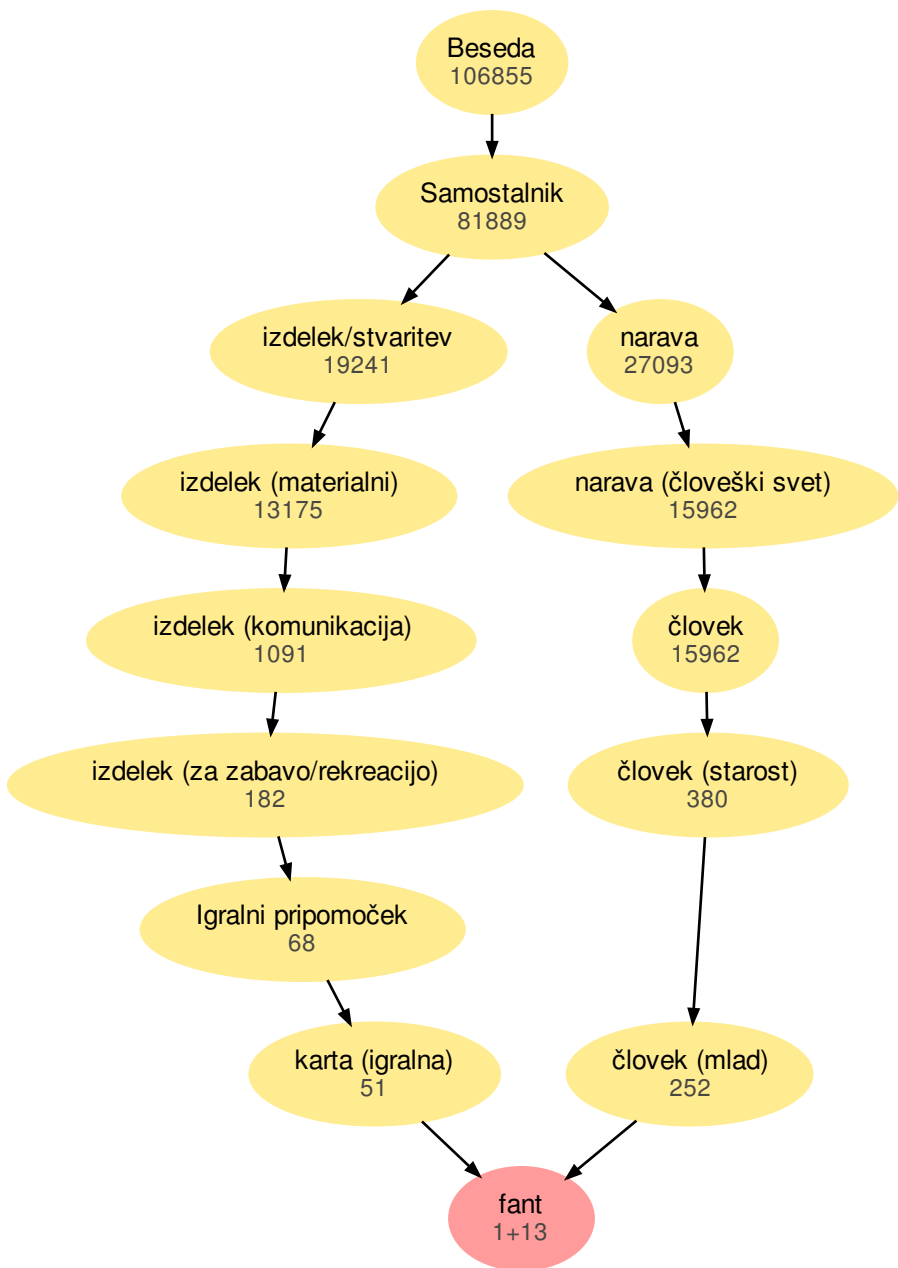 Beseda
106855
Samostalnik
81889
izdelek/stvaritev
19241
narava
27093
izdelek (materialni)
13175
narava (človeški svet)
15962
izdelek (komunikacija)
1091
človek
15962
izdelek (za zabavo/rekreacijo)
182
človek (starost)
380
Igralni pripomoček
68
karta (igralna)
51
človek (mlad)
252
fant
1+13